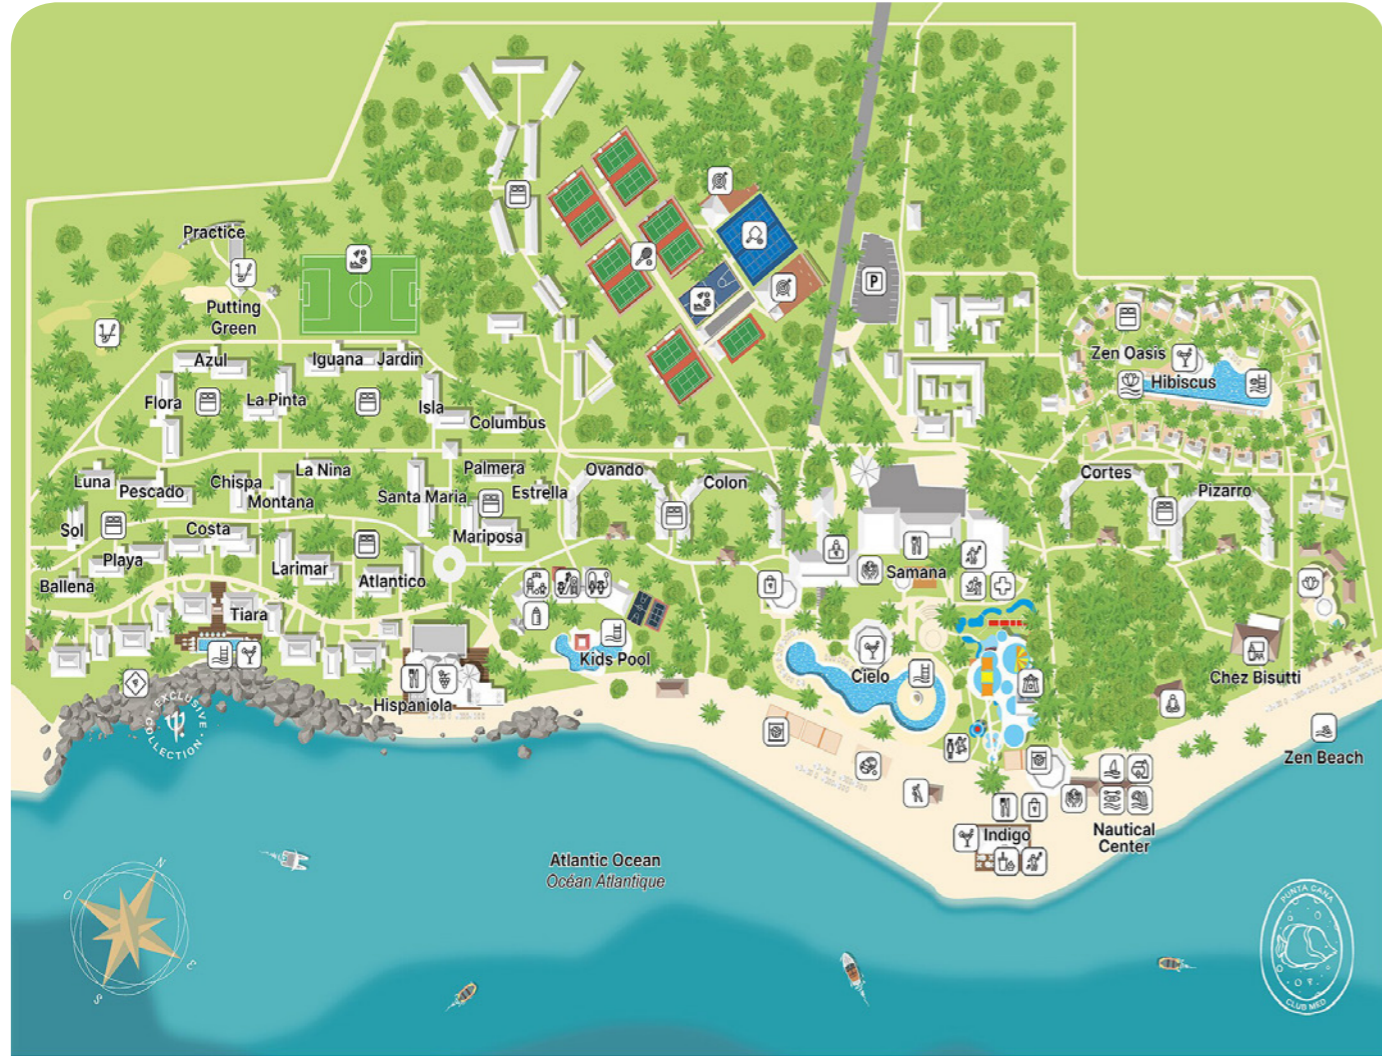 Practice
Putting
Green
Azul
Iguana
Jardin
Flora
La Pinta
Isla
Columbus
P
Zen Oasis
Hibiscus
Luna
Pescado
Chispa
La Nina
Montana
Santa Maria
Palmera
Estrella
Ovando
Colon
Cortes
Pizarro
Sol
Costa
Mariposa
Playa
Larimar
Atlantico
Ballena
Samana
Tiara
Kids Pool
Cielo
Chez Bisutti
Hispaniola
EXCLUSIVE
COLLECTION
Zen Beach
Indigo
Nautical
Center
Atlantic Ocean
Océan Atlantique
N
O
E
S
PUNTA CANA
CLUB MED